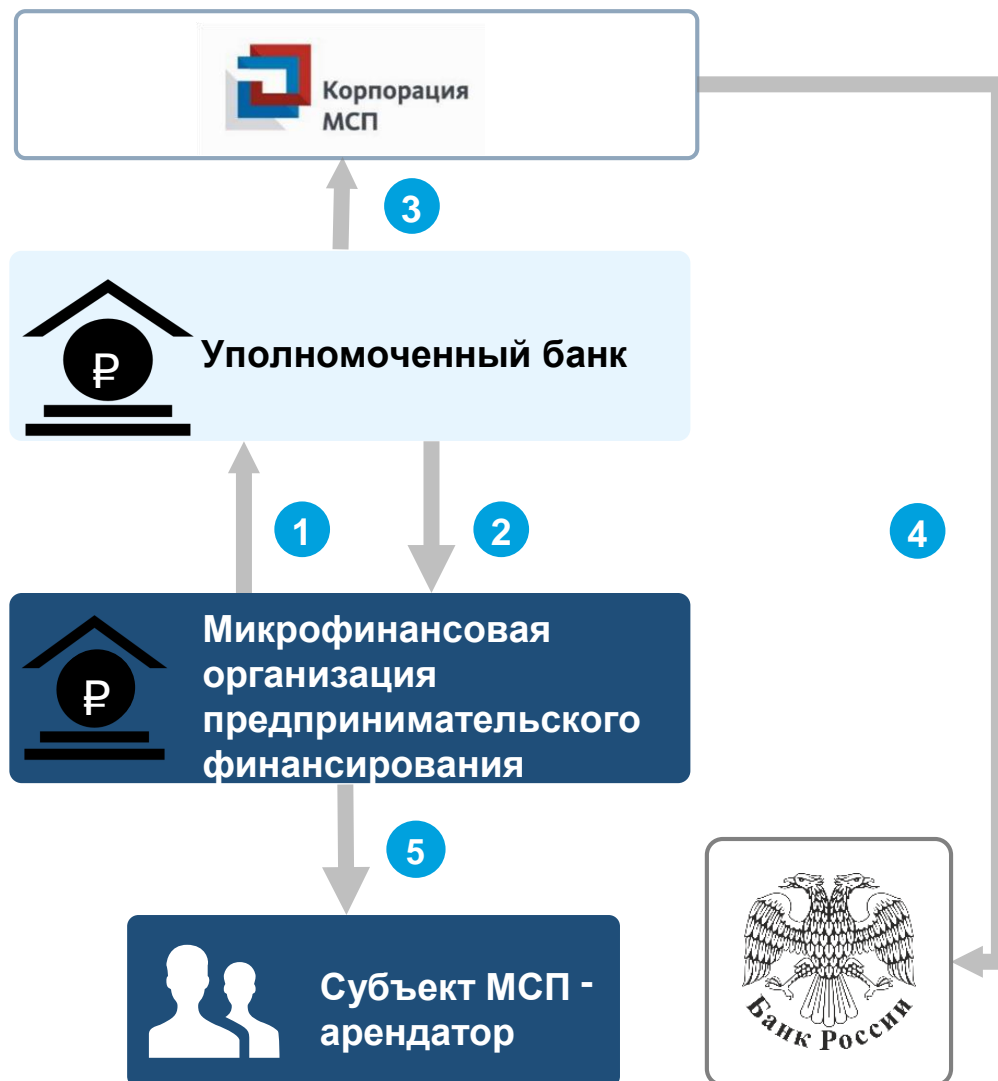 Корпорация
МСП
3
₽
Уполномоченный банк
1
2
4
₽
Микрофинансовая
организация
предпринимательского
финансирования
5
Субъект МСП -
арендатор
Банк России